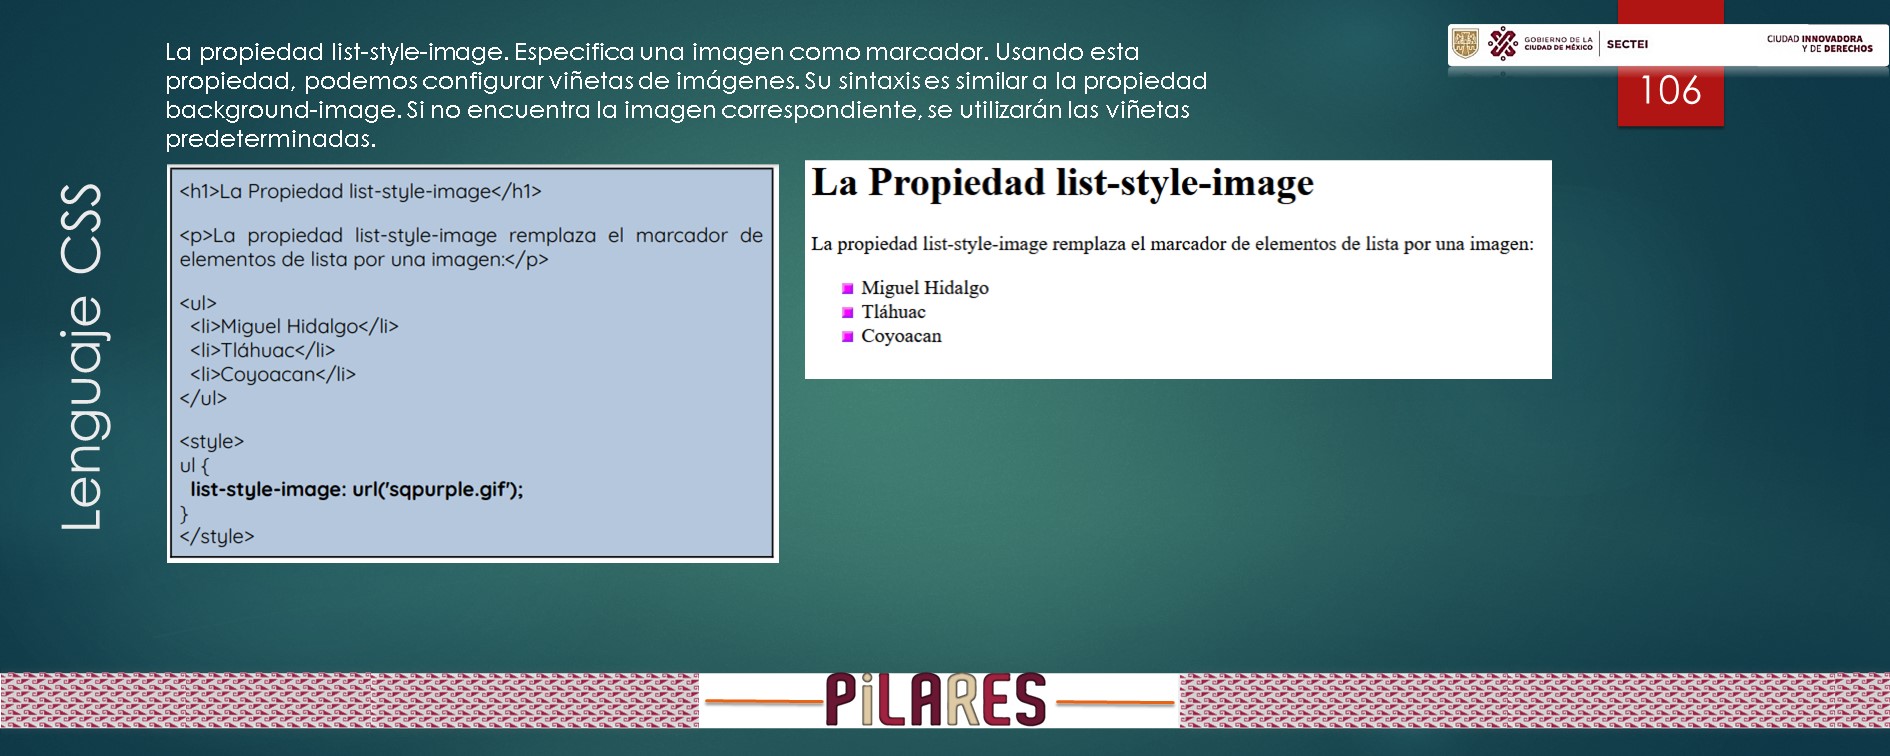 La propiedad list-style-image. Especifica una imagen como marcador. Usando esta
propiedad, podemos configurar viñetas de imágenes. Su sintaxis es similar a la propiedad
background-image. Si no encuentra la imagen correspondiente, se utilizarán las viñetas
predeterminadas.
GOBIERNO DE LA
CIUDAD DE MÉXICO
SECTEI
CIUDAD INNOVADORA
Y DE DERECHOS
106
Lenguaje CSS
<h1>La Propiedad list-style-image</h1>
<p>La propiedad list-style-image remplaza el marcador de
elementos de lista por una imagen:</p>
<ul>
<li>Miguel Hidalgo</li>
<li>Tláhuac</li>
<li>Coyoacan</li>
</ul>
<style>
ul {
list-style-image: url('sqpurple.gif');
}
</style>
La Propiedad list-style-image
La propiedad list-style-image remplaza el marcador de elementos de lista por una imagen:
Miguel Hidalgo
Tláhuac
Coyoacan
PiLARES